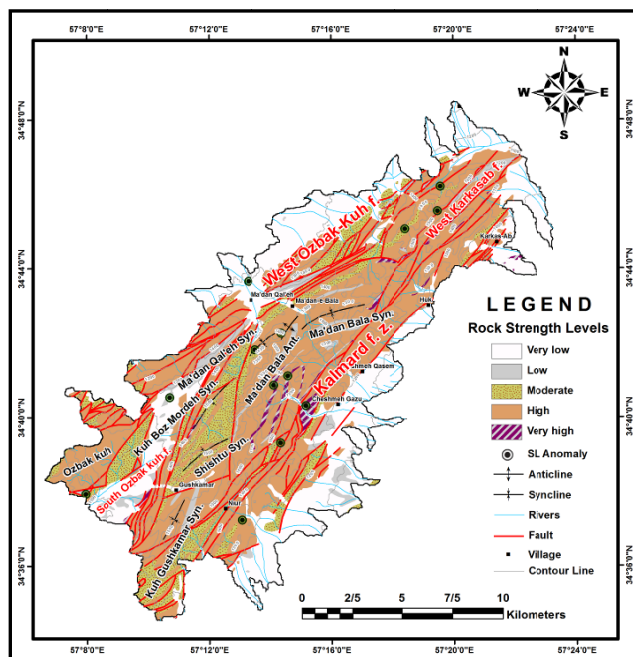 57°8'0"E 57°12'0"E 57°16'0"E 57°20'0"E 57°24'0"E
N
W E
S
34°48'0"N 34°48'0"N
West Ozbak-Kuh f.
West Karkasab f.
Karkas-Ab
34°44'0"N 34°44'0"N
Ma'dan Qal'eh
Ma'dan-e-Bala
Huk
Ma'dan Bala Syn.
Ma'dan Qal'eh Syn.
Ma'dan Bala Ant.
Kalmard f. z.
Kuh Boz Mordeh Syn.
Shmeh Qasem
Cheshmeh Gazu
34°40'0"N 34°40'0"N
Ozbak kuh
Shishtu Syn.
South Ozbak kuh f.
Gushkamar
Niur
Kuh Gushkamar Syn.
34°36'0"N 34°36'0"N
LEGEND
Rock Strength Levels
Very low
Low
Moderate
High
Very high
SL Anomaly
Anticline
Syncline
Rivers
Fault
Village
Contour Line
0 2/5 5 7/5 10
Kilometers
57°8'0"E 57°12'0"E 57°16'0"E 57°20'0"E 57°24'0"E